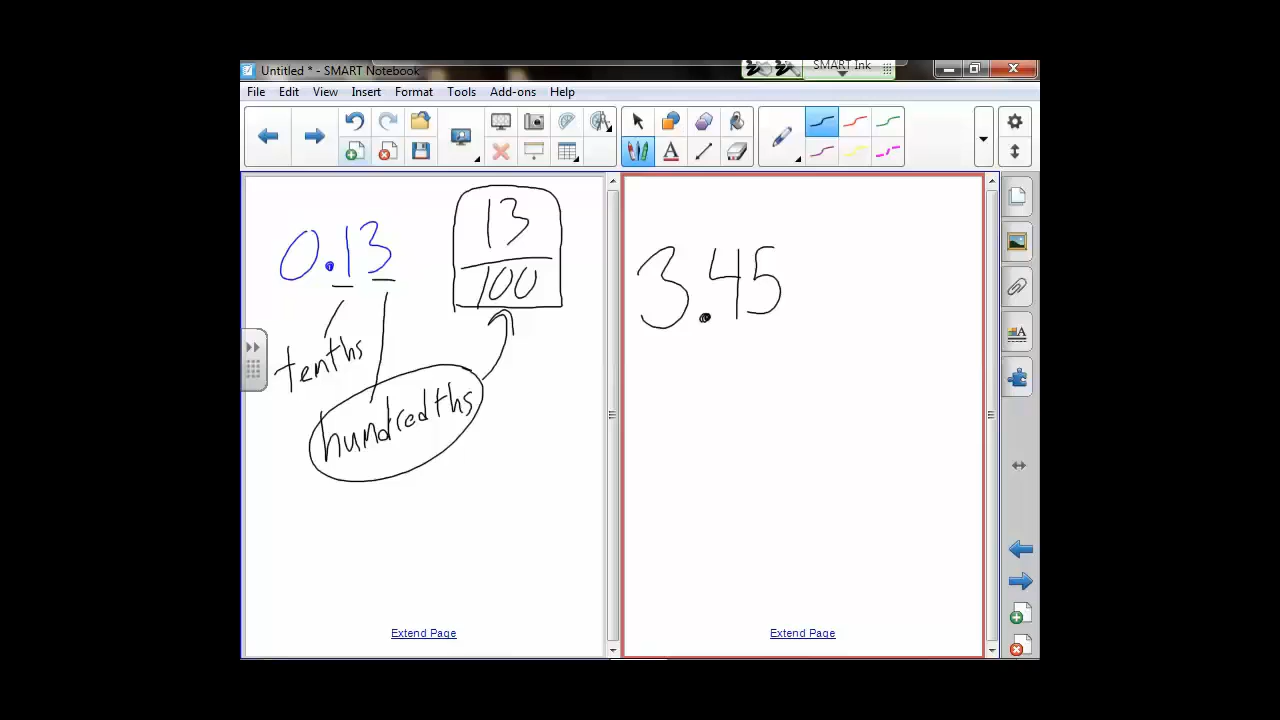 Untitled * - SMART Notebook
SMART Ink
File Edit View Insert Format Tools Add-ons Help
0.13
13
100
tenths
hundredths
Extend Page
3.45
Extend Page